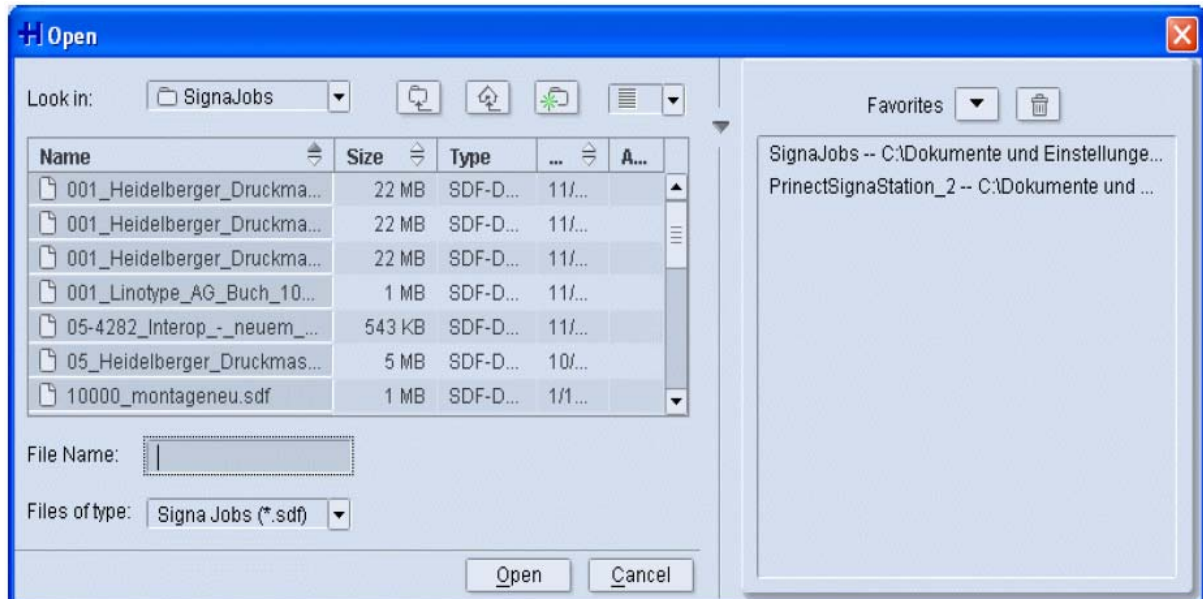 Open
Look in: SignaJobs
Name Size Type ... A...
001_Heidelberger_Druckma... 22 MB SDF-D... 11/...
001_Heidelberger_Druckma... 22 MB SDF-D... 11/...
001_Heidelberger_Druckma... 22 MB SDF-D... 11/...
001_Linotype_AG_Buch_10... 1 MB SDF-D... 11/...
05-4282_Interop_-_neuem_... 543 KB SDF-D... 11/...
05_Heidelberger_Druckmas... 5 MB SDF-D... 10/...
10000_montageneu.sdf 1 MB SDF-D... 1/1...
File Name:
Files of type: Signa Jobs (*.sdf)
Open Cancel
Favorites
SignaJobs -- C:\Dokumente und Einstellunge...
PrinectSignaStation_2 -- C:\Dokumente und ...